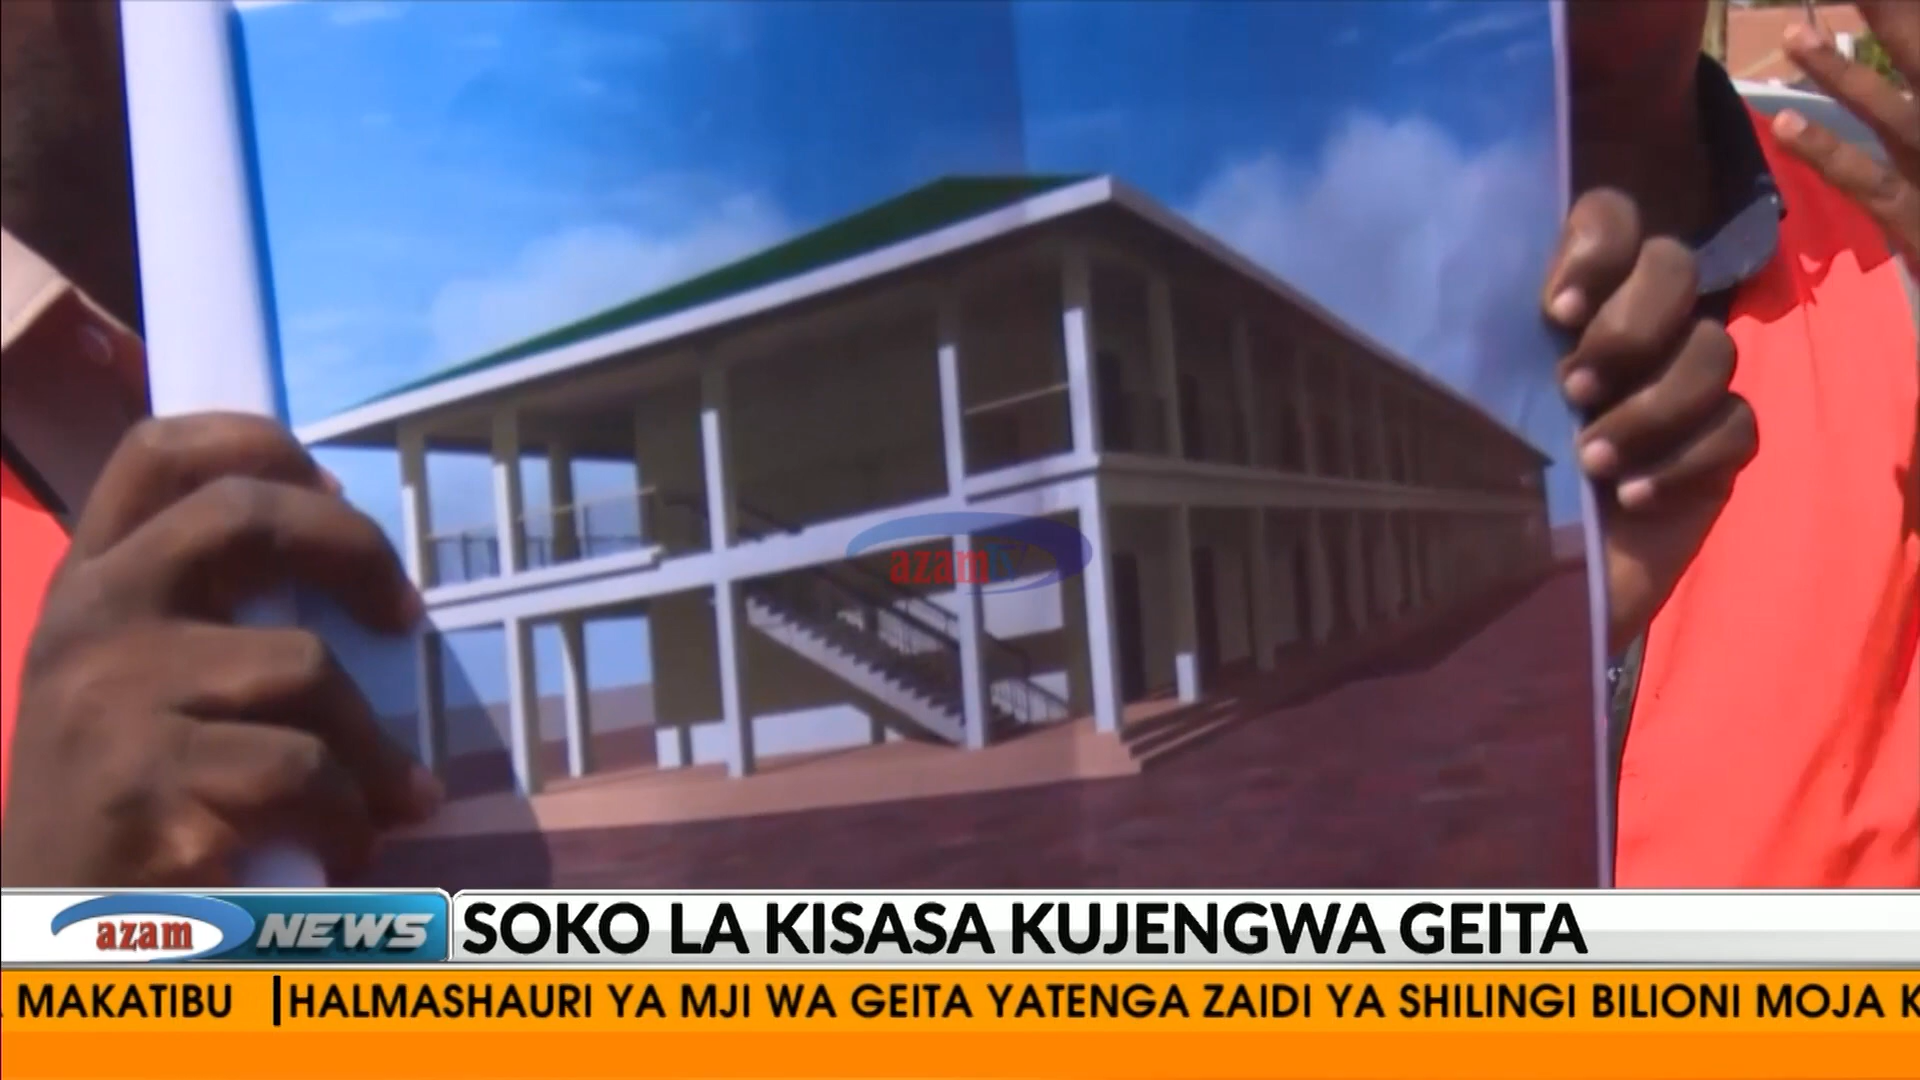 azamtv
azam NEWS SOKO LA KISASA KUJENGWA GEITA
MAKATIBU | HALMASHAURI YA MJI WA GEITA YATENGA ZAIDI YA SHILINGI BILIONI MOJA K